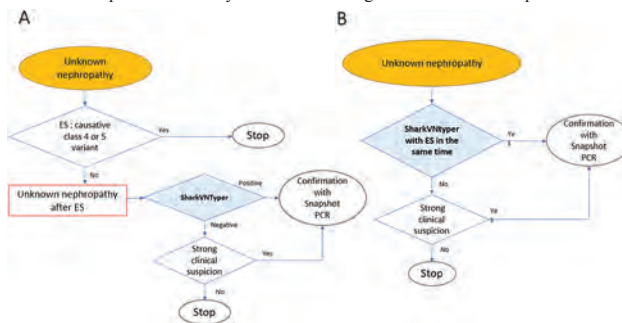 A
Unknown
nephropathy
ES : causative
class 4 or 5
variant
Yes
Stop
No
Unknown nephropathy
after ES
SharkVNTyper
Positive
Confirmation
with
Snapshot
PCR
Negative
Strong
clinical
suspicion
Yes
No
Stop
B
Unknown nephropathy
SharkVNtyper
with ES in the
same time
Ye
s
Confirmation
with
Snapshot
PCR
No
Strong
clinical
suspicion
Ye
s
No
Stop